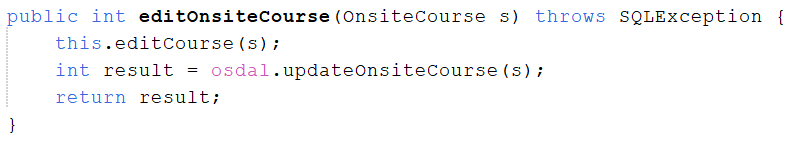 public int editOnsiteCourse(OnsiteCourse s) throws SQLException {
    this.editCourse(s);
    int result = osdal.updateOnsiteCourse(s);
    return result;
}